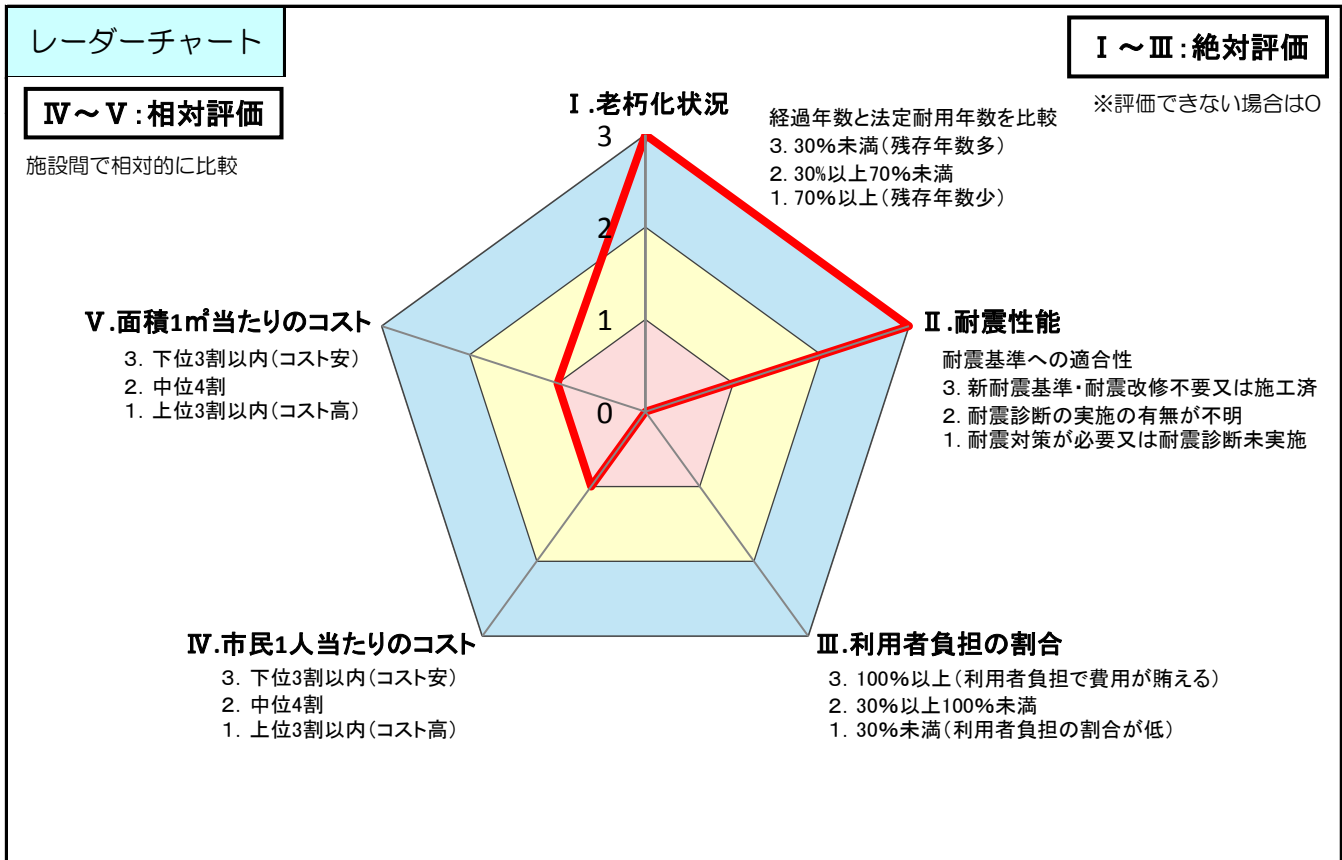 レーダーチャート
Ⅰ～Ⅲ:絶対評価
※評価できない場合は0
Ⅳ～Ⅴ:相対評価
施設間で相対的に比較
Ⅰ.老朽化状況
経過年数と法定耐用年数を比較
3. 30%未満(残存年数多)
2. 30%以上70%未満
1. 70%以上(残存年数少)
3
2
1
0
Ⅱ.耐震性能
耐震基準への適合性
3. 新耐震基準・耐震改修不要又は施工済
2. 耐震診断の実施の有無が不明
1. 耐震対策が必要又は耐震診断未実施
Ⅴ.面積1㎡当たりのコスト
3. 下位3割以内(コスト安)
2. 中位4割
1. 上位3割以内(コスト高)
Ⅳ.市民1人当たりのコスト
3. 下位3割以内(コスト安)
2. 中位4割
1. 上位3割以内(コスト高)
Ⅲ.利用者負担の割合
3. 100%以上(利用者負担で費用が賄える)
2. 30%以上100%未満
1. 30%未満(利用者負担の割合が低)